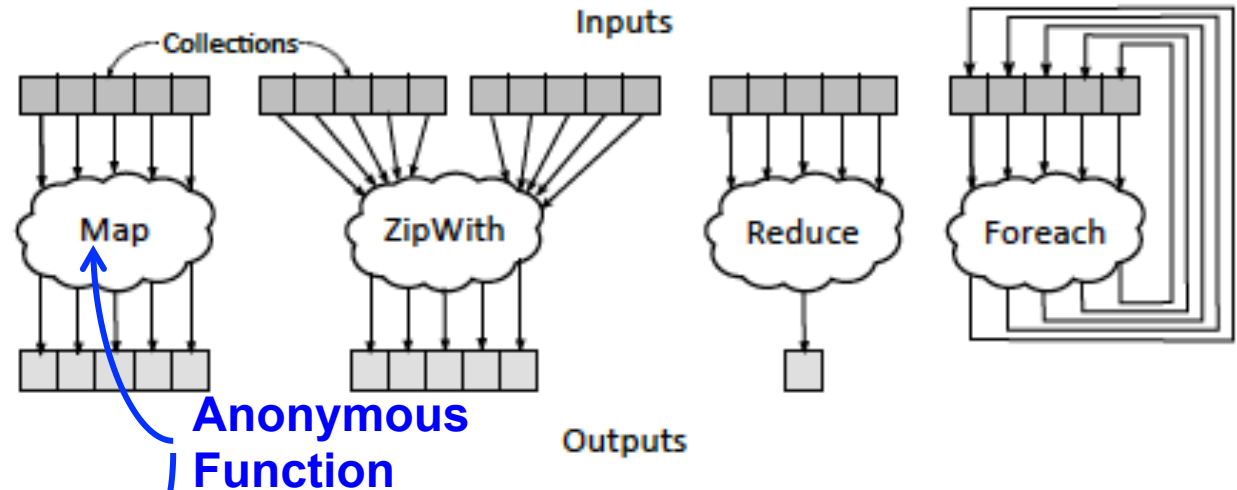 Inputs
Collections
Map
ZipWith
Reduce
Foreach
Anonymous
Function
Outputs